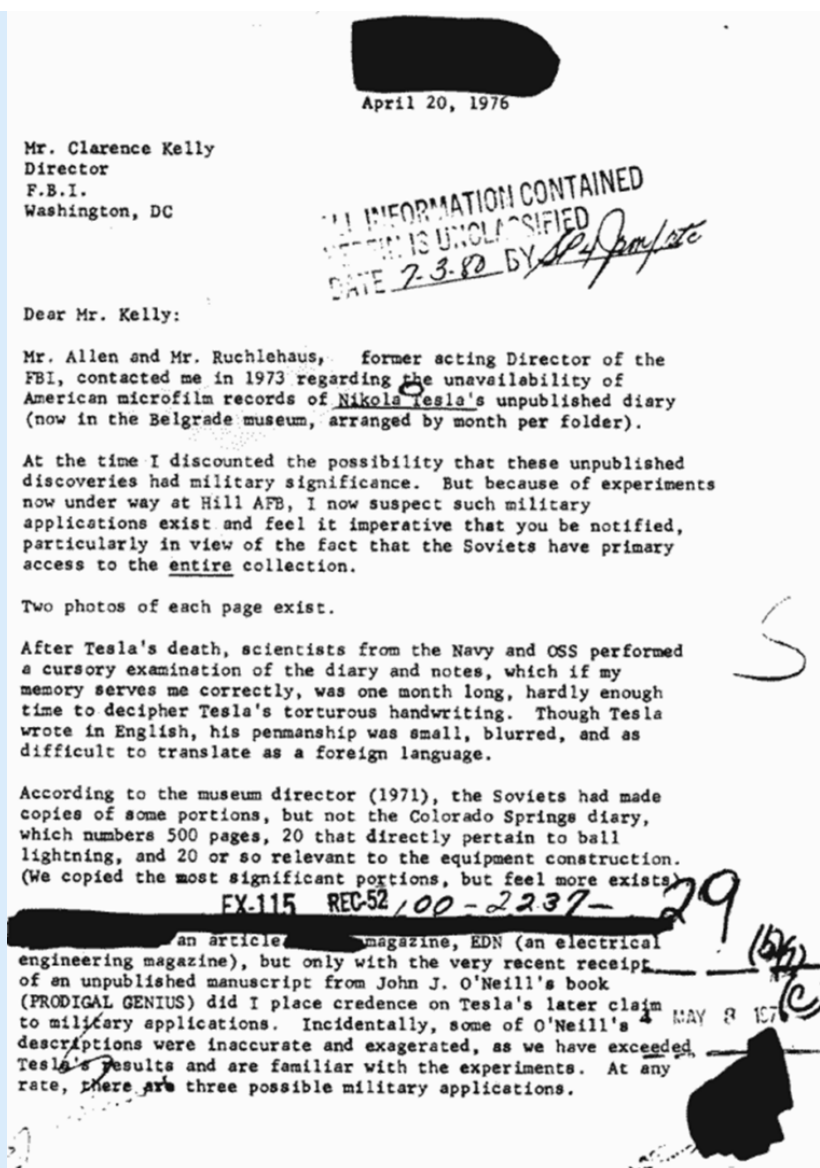 April 20, 1976
Mr. Clarence Kelly
Director
F.B.I.
Washington, DC
INFORMATION CONTAINED
IS UNCLASSIFIED
DATE 7-3-80 BY
Dear Mr. Kelly:
Mr. Allen and Mr. Ruchlehaus, former acting Director of the
FBI, contacted me in 1973 regarding the unavailability of
American microfilm records of Nikola Tesla's unpublished diary
(now in the Belgrade museum, arranged by month per folder).
At the time I discounted the possibility that these unpublished
discoveries had military significance. But because of experiments
now under way at Hill AFB, I now suspect such military
applications exist and feel it imperative that you be notified,
particularly in view of the fact that the Soviets have primary
access to the entire collection.
Two photos of each page exist.
After Tesla's death, scientists from the Navy and OSS performed
a cursory examination of the diary and notes, which if my
memory serves me correctly, was one month long, hardly enough
time to decipher Tesla's torturous handwriting. Though Tesla
wrote in English, his penmanship was small, blurred, and as
difficult to translate as a foreign language.
According to the museum director (1971), the Soviets had made
copies of some portions, but not the Colorado Springs diary,
which numbers 500 pages, 20 that directly pertain to ball
lightning, and 20 or so relevant to the equipment construction.
(We copied the most significant portions, but feel more exists)
EX-115 REC-52 100-2237-29
an article magazine, EDN (an electrical
engineering magazine), but only with the very recent receipt
of an unpublished manuscript from John J. O'Neill's book
(PRODIGAL GENIUS) did I place credence on Tesla's later claim
to military applications. Incidentally, some of O'Neill's
4 MAY 8
descriptions were inaccurate and exagerated, as we have exceeded
Tesla's results and are familiar with the experiments. At any
rate, there are three possible military applications.